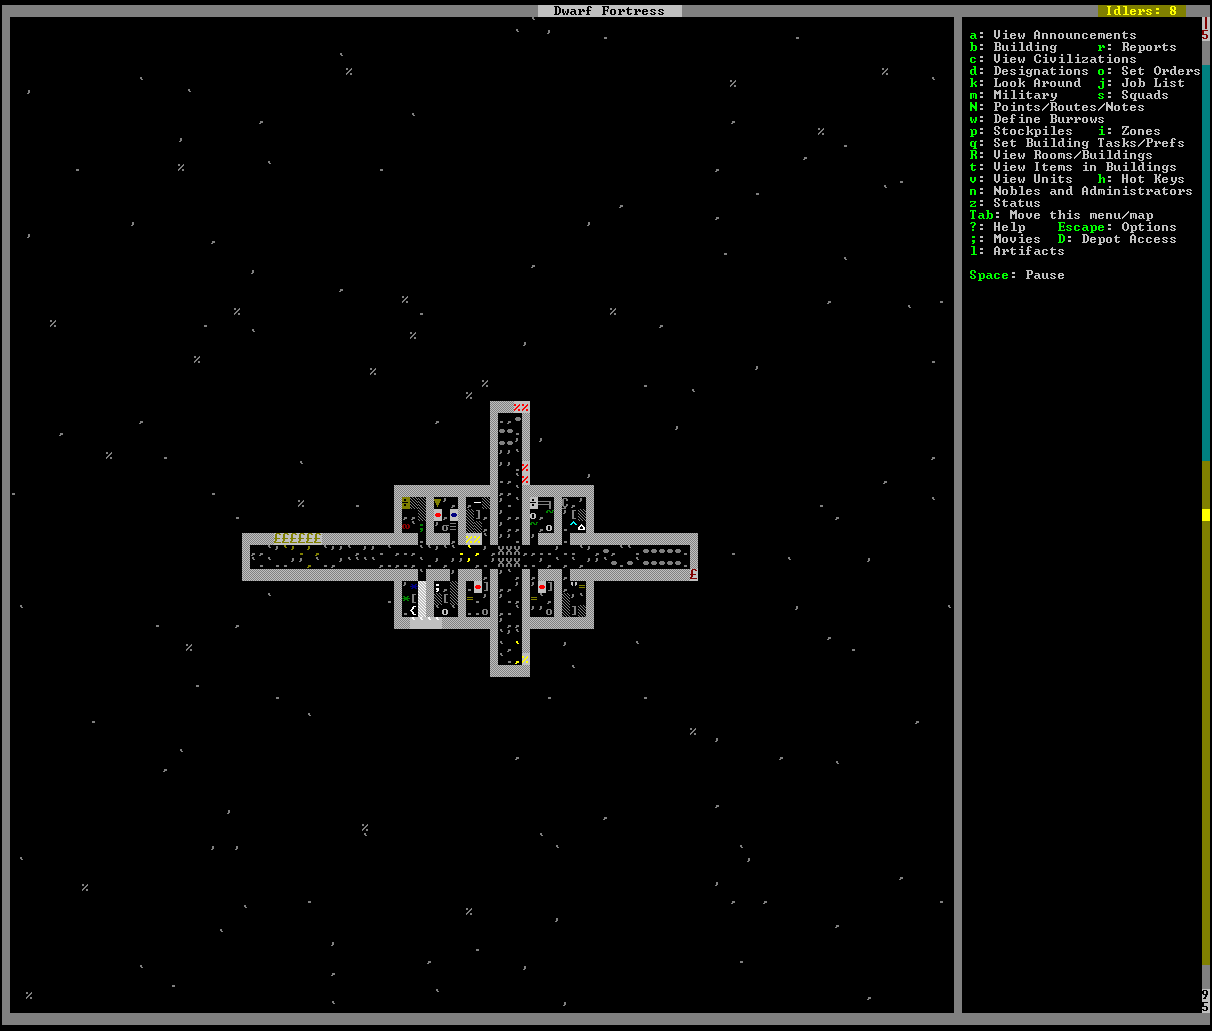 Dwarf Fortress Idlers: 8
a: View Announcements
b: Building r: Reports
c: View Civilizations
d: Designations o: Set Orders
k: Look Around j: Job List
m: Military s: Squads
N: Points/Routes/Notes
w: Define Burrows
p: Stockpiles i: Zones
q: Set Building Tasks/Prefs
R: View Rooms/Buildings
t: View Items in Buildings
v: View Units h: Hot Keys
n: Nobles and Administrators
z: Status
Tab: Move this menu/map
?: Help Escape: Options
;: Movies D: Depot Access
l: Artifacts
Space: Pause